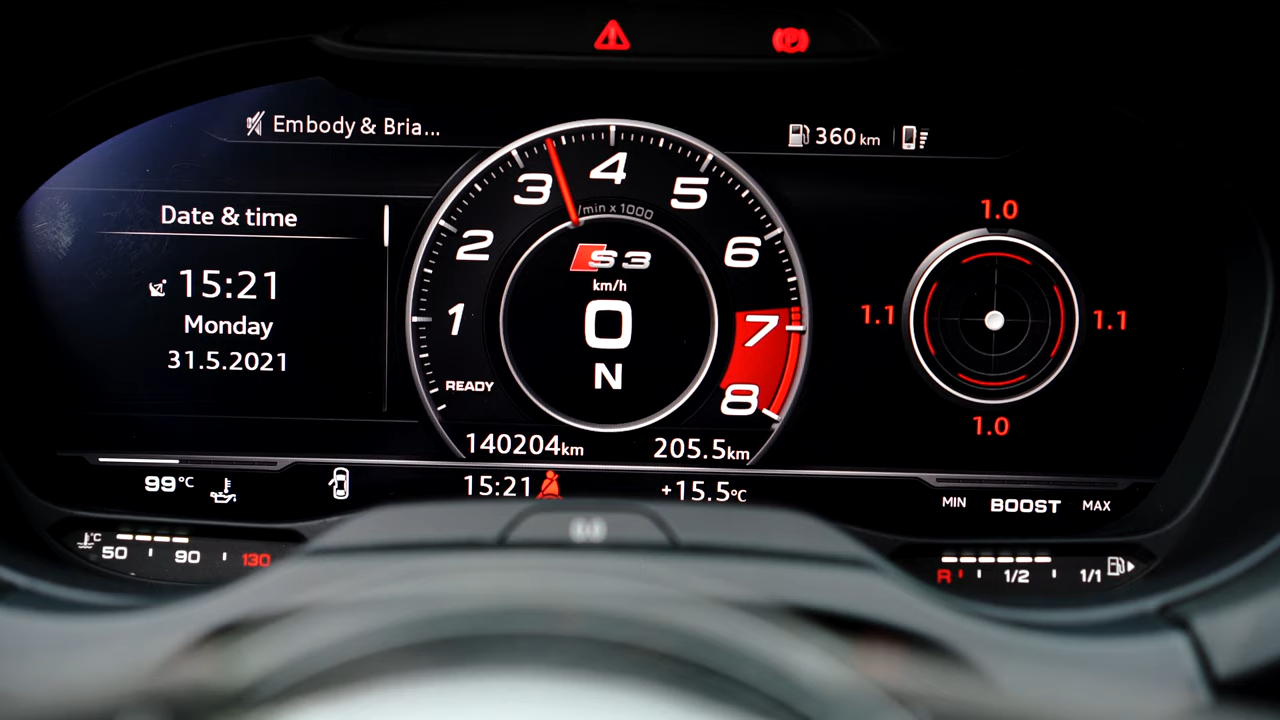 Embody & Bria...
360 km
Date & time
15:21
Monday
31.5.2021
1
2
3
4
5
6
7
8
/min x 1000
S3
km/h
0
N
READY
140204km
205.5km
1.0
1.1
1.1
1.0
99°C
15:21
+15.5°C
MIN BOOST MAX
°C
50 90 130
R 1/2 1/1
P